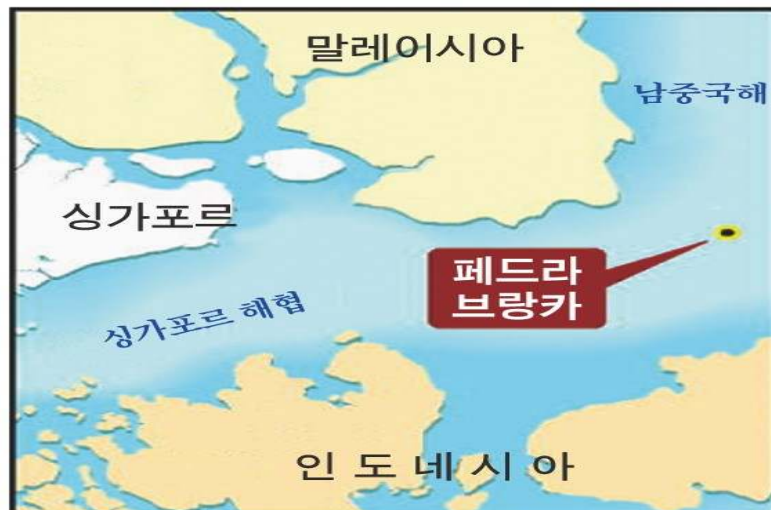 말레이시아
남중국해
싱가포르
페드라
브랑카
싱가포르 해협
인도네시아